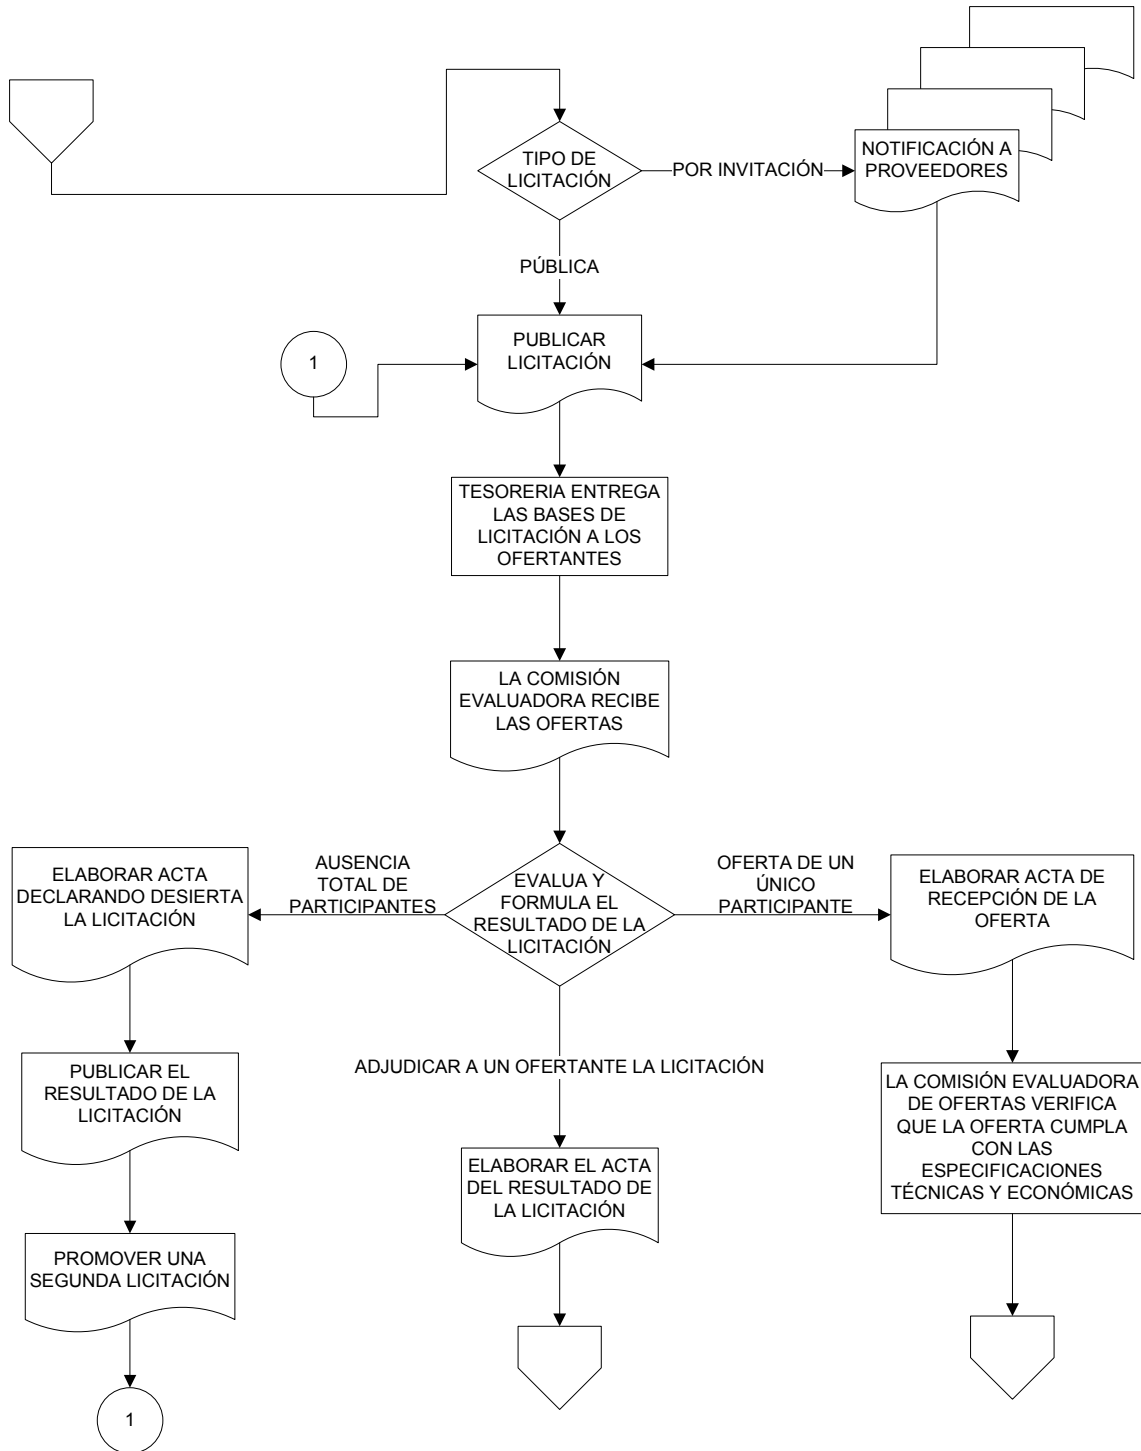 TIPO DE
LICITACIÓN
POR INVITACIÓN
NOTIFICACIÓN A
PROVEEDORES
PÚBLICA
PUBLICAR
LICITACIÓN
1
TESORERIA ENTREGA
LAS BASES DE
LICITACIÓN A LOS
OFERTANTES
LA COMISIÓN
EVALUADORA RECIBE
LAS OFERTAS
ELABORAR ACTA
DECLARANDO DESIERTA
LA LICITACIÓN
AUSENCIA
TOTAL DE
PARTICIPANTES
EVALUA Y
FORMULA EL
RESULTADO DE LA
LICITACIÓN
OFERTA DE UN
ÚNICO
PARTICIPANTE
ELABORAR ACTA DE
RECEPCIÓN DE LA
OFERTA
PUBLICAR EL
RESULTADO DE LA
LICITACIÓN
ADJUDICAR A UN OFERTANTE LA LICITACIÓN
LA COMISIÓN EVALUADORA
DE OFERTAS VERIFICA
QUE LA OFERTA CUMPLA
CON LAS
ESPECIFICACIONES
TÉCNICAS Y ECONÓMICAS
ELABORAR EL ACTA
DEL RESULTADO DE
LA LICITACIÓN
PROMOVER UNA
SEGUNDA LICITACIÓN
1